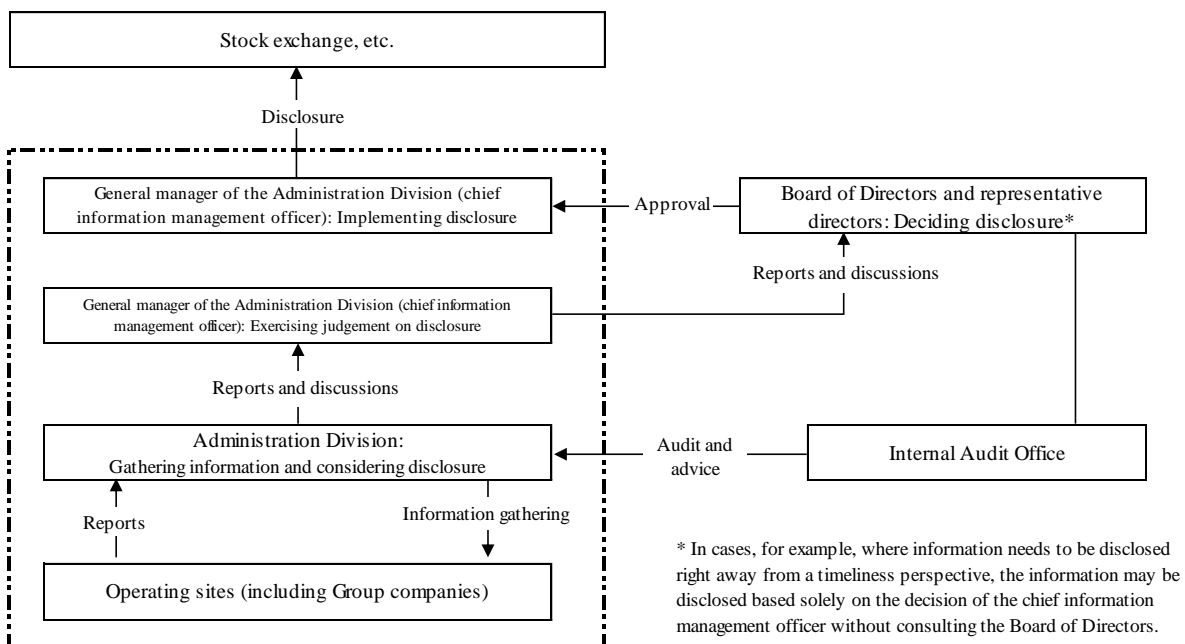 Stock exchange, etc.
Disclosure
General manager of the Administration Division (chief
information management officer): Implementing disclosure
Approval
Board of Directors and representative
directors: Deciding disclosure*
Reports and discussions
General manager of the Administration Division (chief information
management officer): Exercising judgement on disclosure
Reports and discussions
Administration Division:
Gathering information and considering disclosure
Audit and
advice
Internal Audit Office
Reports
Information gathering
Operating sites (including Group companies)
* In cases, for example, where information needs to be disclosed
right away from a timeliness perspective, the information may be
disclosed based solely on the decision of the chief information
management officer without consulting the Board of Directors.